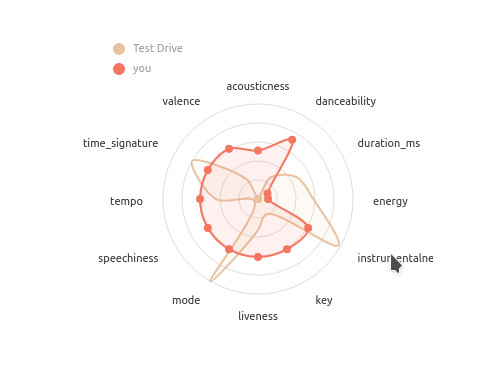 Test Drive
you
acousticness
valence
danceability
time_signature
duration_ms
tempo
energy
speechiness
instrumentalne
mode
key
liveness